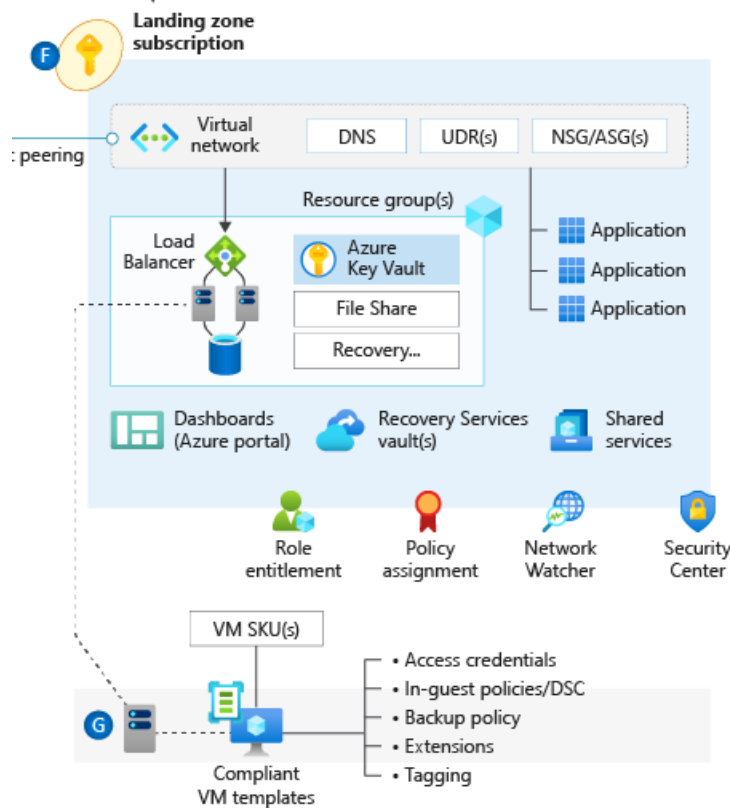 Landing zone
subscription
F
Virtual
network
DNS
UDR(s)
NSG/ASG(s)
peering
Resource group(s)
Load
Balancer
Azure
Key Vault
File Share
Recovery...
Application
Application
Application
Dashboards
(Azure portal)
Recovery Services
vault(s)
Shared
services
Role
entitlement
Policy
assignment
Network
Watcher
Security
Center
VM SKU(s)
• Access credentials
• In-guest policies/DSC
• Backup policy
• Extensions
• Tagging
G
Compliant
VM templates